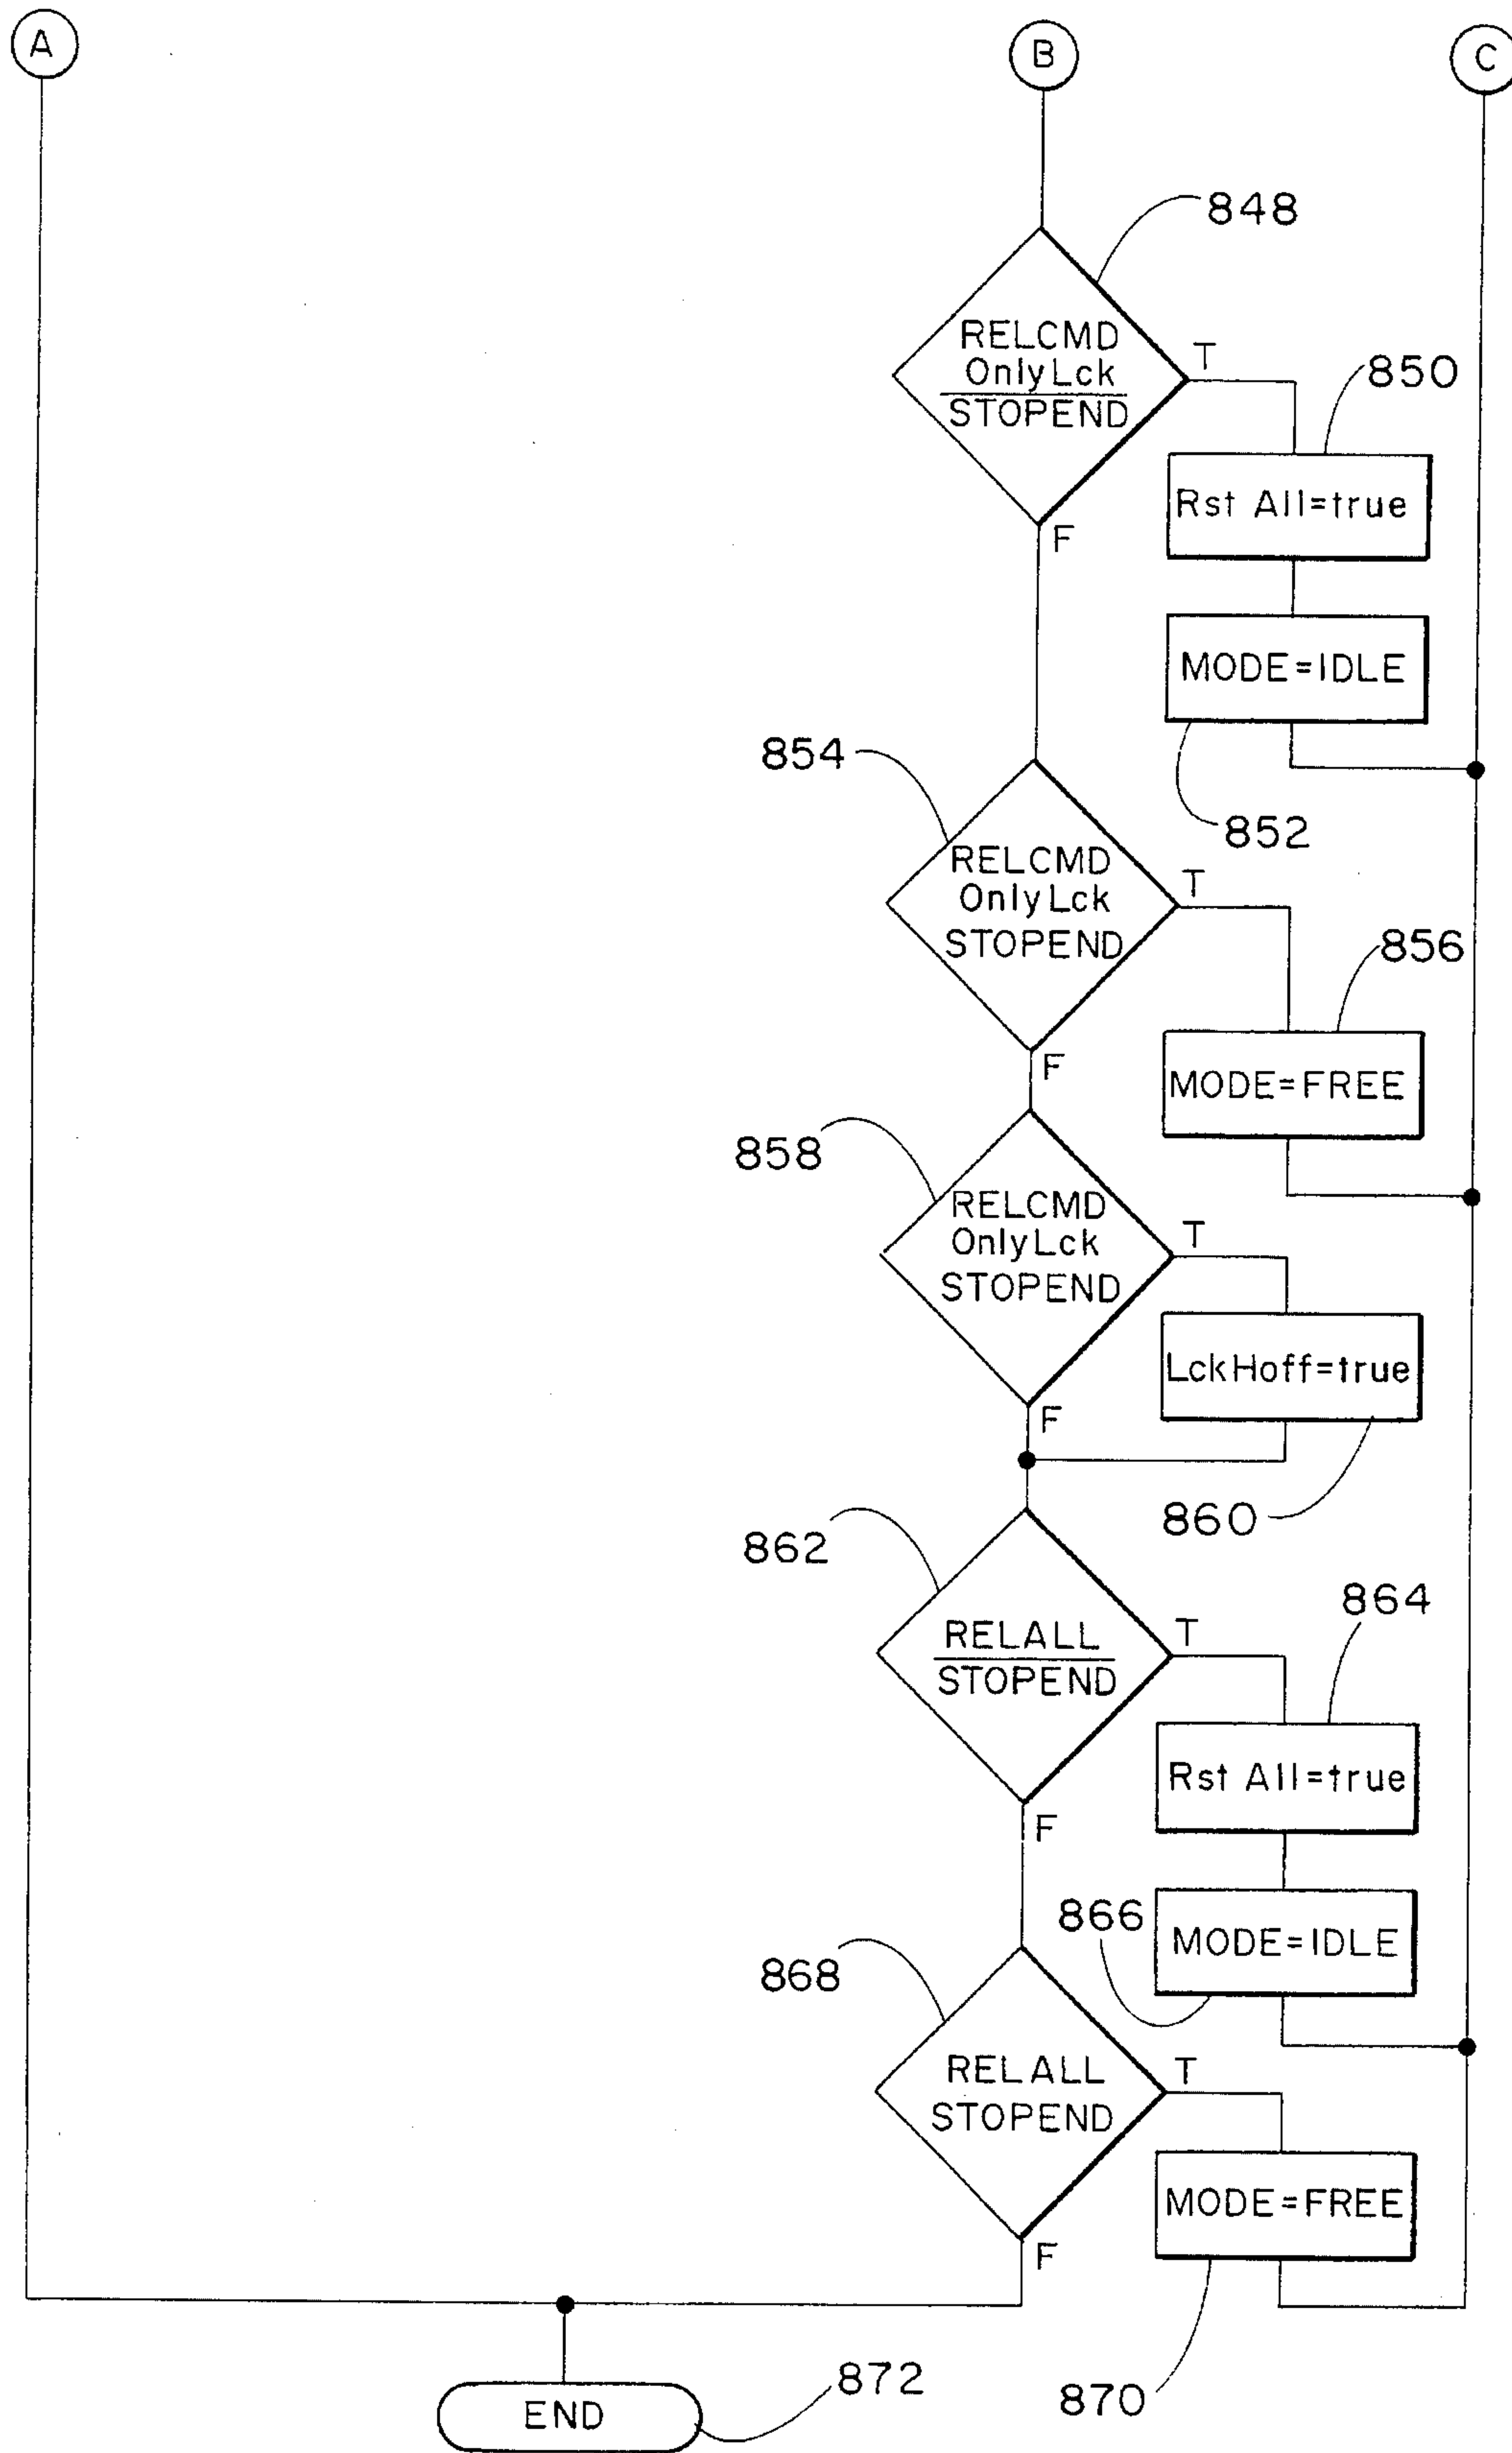 A
B
C
848
RELCMD
OnlyLck
STOPEND
T
F
850
Rst All=true
MODE=IDLE
852
854
RELCMD
OnlyLck
STOPEND
T
F
856
MODE=FREE
858
RELCMD
OnlyLck
STOPEND
T
F
LckHoff=true
860
862
RELALL
STOPEND
T
F
864
Rst All=true
866
MODE=IDLE
868
RELALL
STOPEND
T
F
MODE=FREE
870
END
872